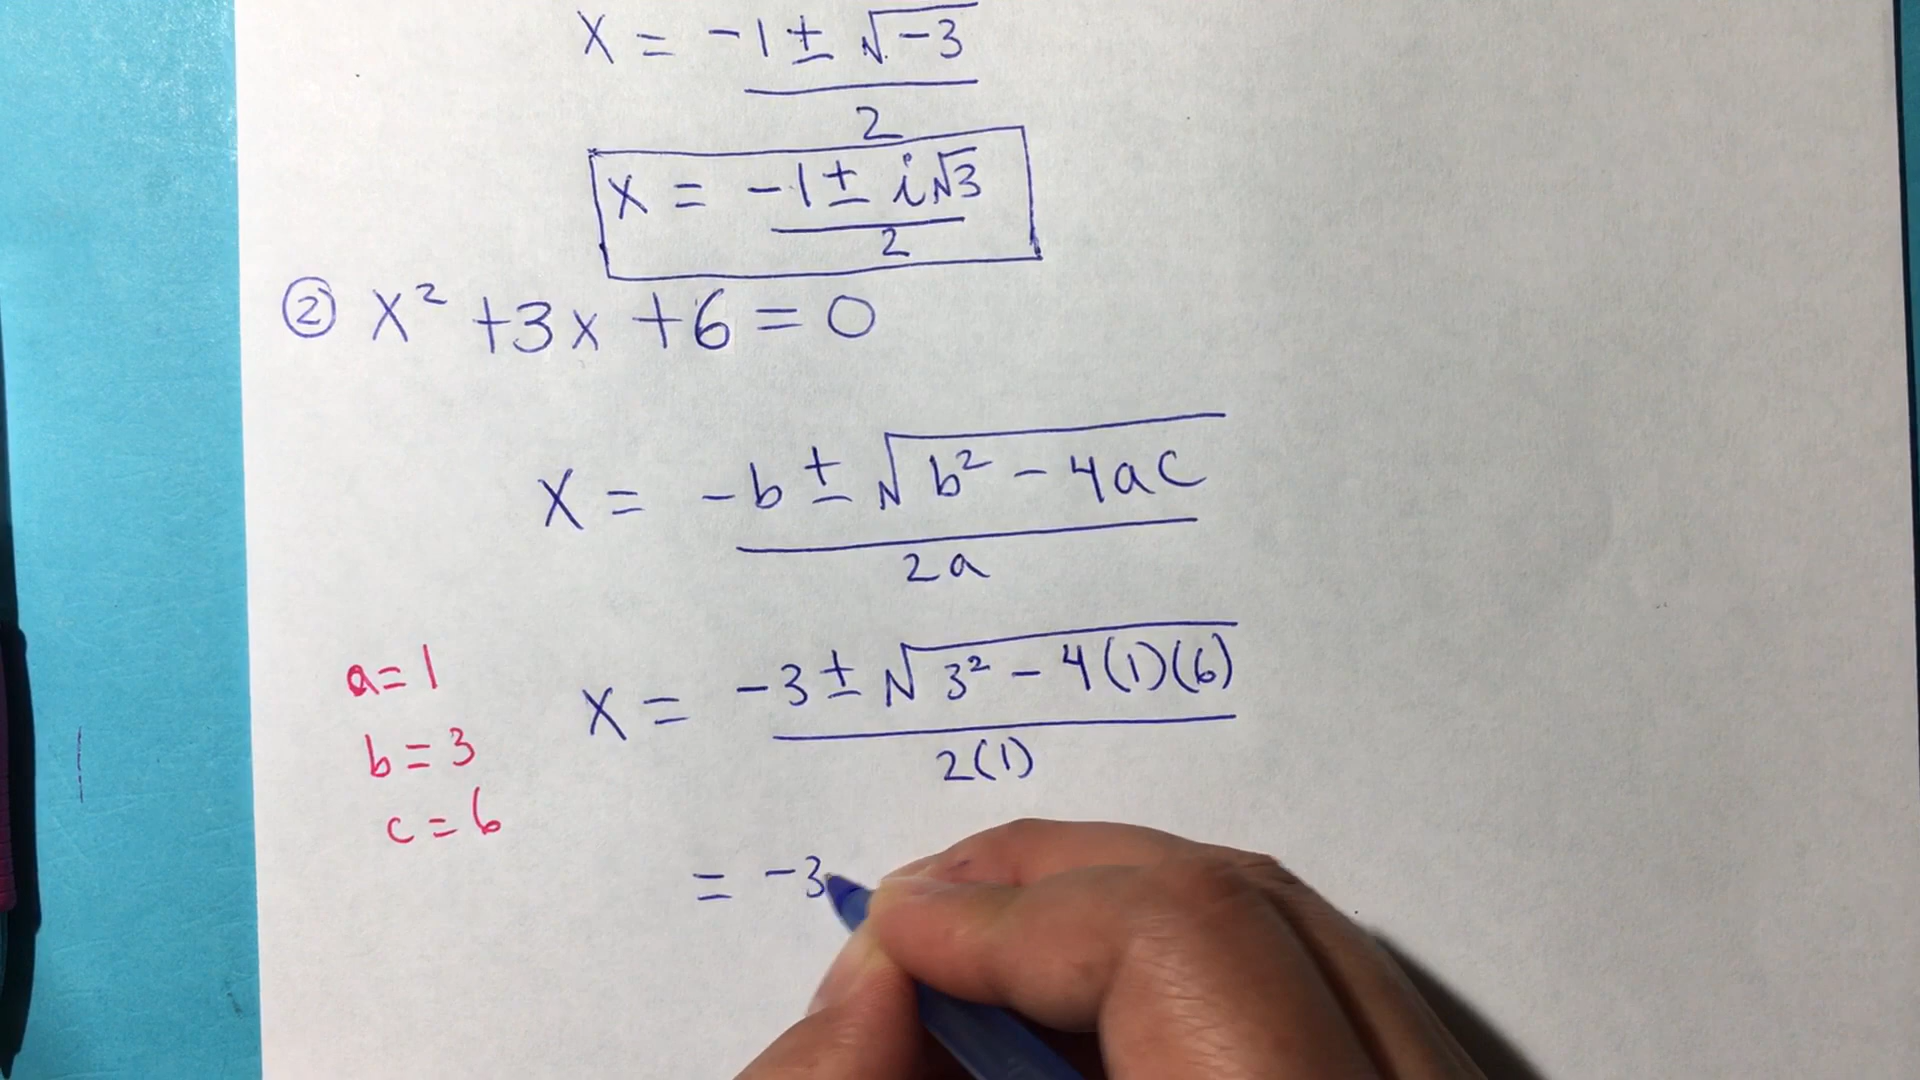 x = -1 ± √-3
2
x = -1 ± i√3
2
② x² + 3x + 6 = 0
x = -b ± √b² - 4ac
2a
a = 1
b = 3
c = 6
x = -3 ± √3² - 4(1)(6)
2(1)
= -3